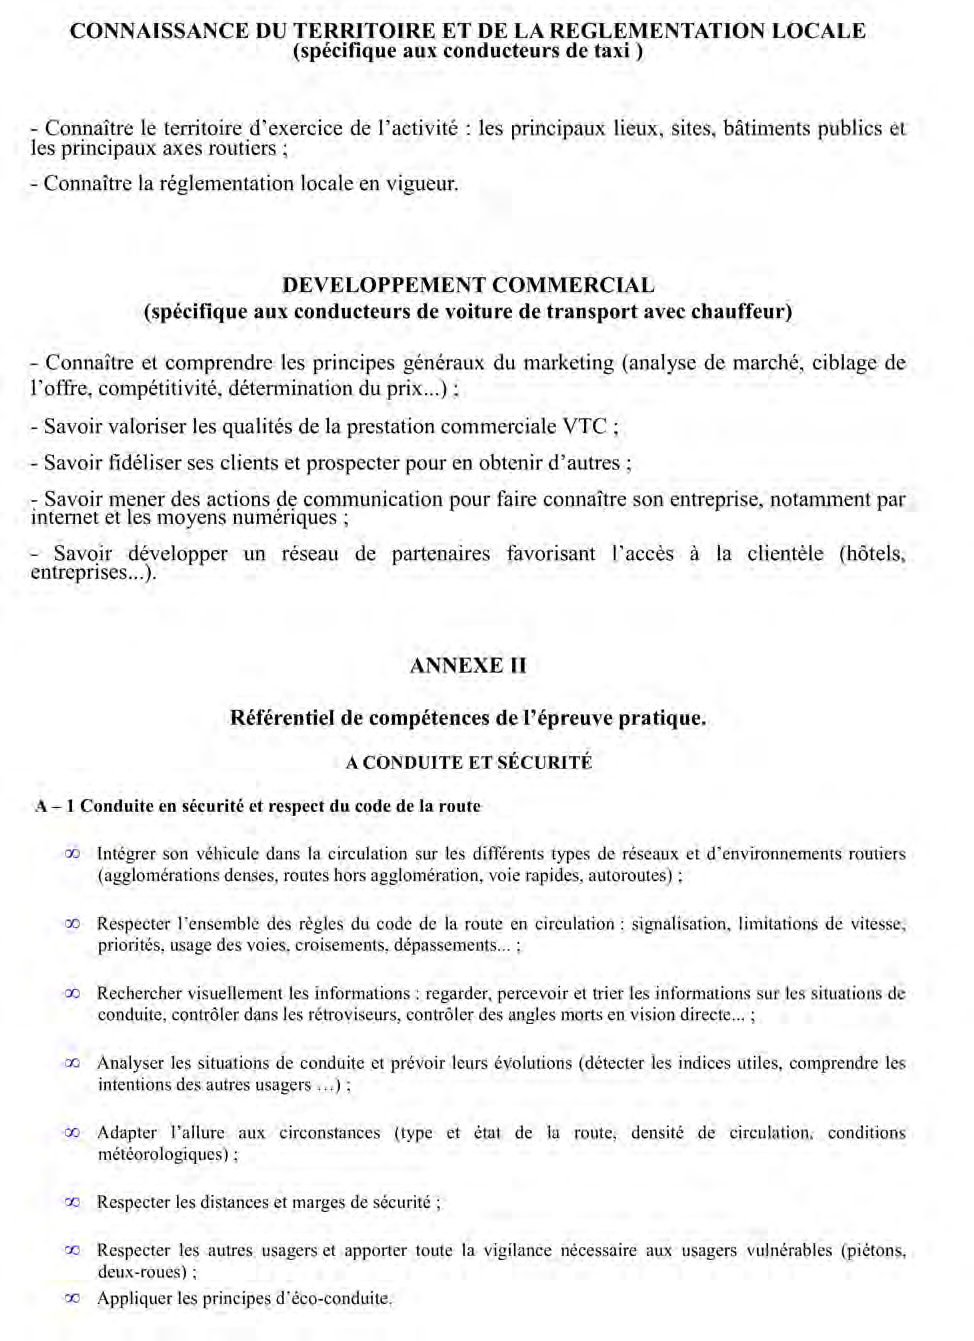 CONNAISSANCE DU TERRITOIRE ET DE LA REGLEMENTATION LOCALE
(spécifique aux conducteurs de taxi )
- Connaître le territoire d'exercice de l'activité : les principaux lieux, sites, bâtiments publics et
les principaux axes routiers ;
- Connaître la réglementation locale en vigueur.
DEVELOPPEMENT COMMERCIAL
(spécifique aux conducteurs de voiture de transport avec chauffeur)
- Connaître et comprendre les principes généraux du marketing (analyse de marché, ciblage de
l'offre, compétitivité, détermination du prix...) ;
- Savoir valoriser les qualités de la prestation commerciale VTC ;
- Savoir fidéliser ses clients et prospecter pour en obtenir d'autres ;
- Savoir mener des actions de communication pour faire connaître son entreprise, notamment par
internet et les moyens numériques ;
- Savoir développer un réseau de partenaires favorisant l'accès à la clientèle (hôtels,
entreprises...).
ANNEXE II
Référentiel de compétences de l'épreuve pratique.
A CONDUITE ET SÉCURITÉ
A – 1 Conduite en sécurité et respect du code de la route
∞ Intégrer son véhicule dans la circulation sur les différents types de réseaux et d'environnements routiers
(agglomérations denses, routes hors agglomération, voie rapides, autoroutes) ;
∞ Respecter l'ensemble des règles du code de la route en circulation : signalisation, limitations de vitesse,
priorités, usage des voies, croisements, dépassements... ;
∞ Rechercher visuellement les informations : regarder, percevoir et trier les informations sur les situations de
conduite, contrôler dans les rétroviseurs, contrôler des angles morts en vision directe... ;
∞ Analyser les situations de conduite et prévoir leurs évolutions (détecter les indices utiles, comprendre les
intentions des autres usagers ...) ;
∞ Adapter l'allure aux circonstances (type et état de la route, densité de circulation, conditions
météorologiques) ;
∞ Respecter les distances et marges de sécurité ;
∞ Respecter les autres usagers et apporter toute la vigilance nécessaire aux usagers vulnérables (piétons,
deux-roues) ;
∞ Appliquer les principes d'éco-conduite.